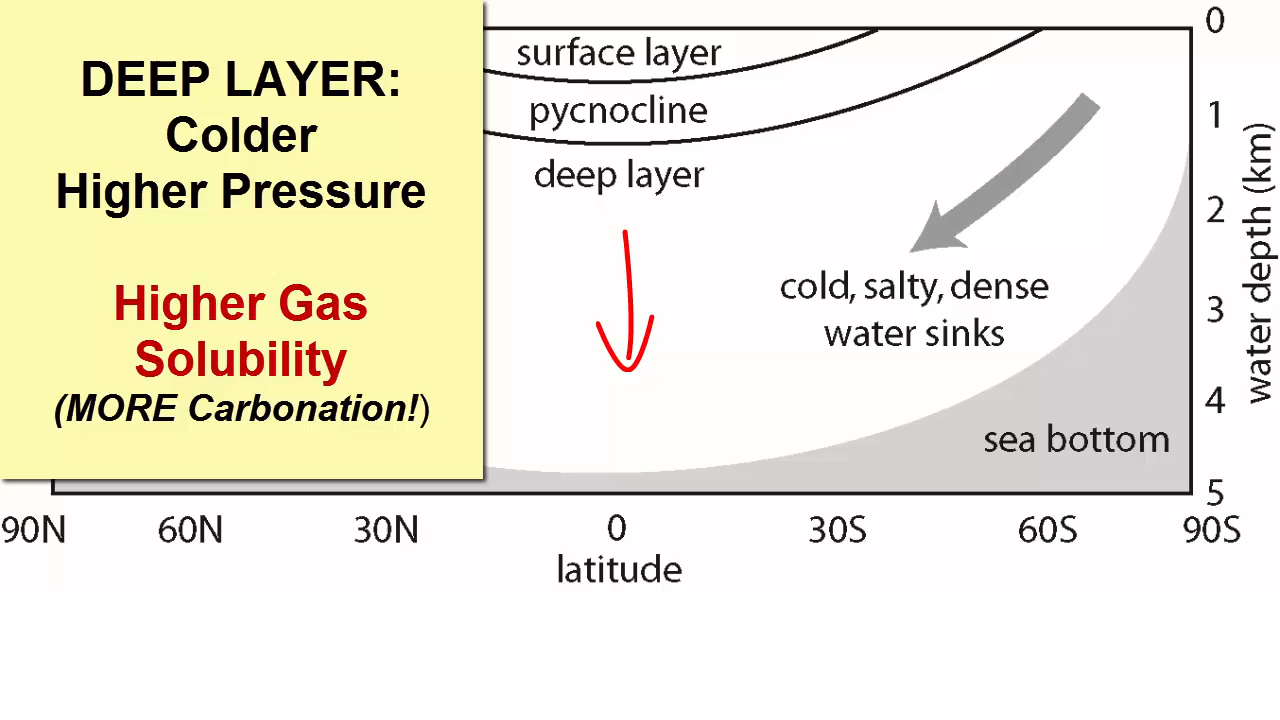 DEEP LAYER:
Colder
Higher Pressure
Higher Gas
Solubility
(MORE Carbonation!)
surface layer
pycnocline
deep layer
cold, salty, dense
water sinks
sea bottom
0
1
2
3
4
5
water depth (km)
90N 60N 30N 0 30S 60S 90S
latitude